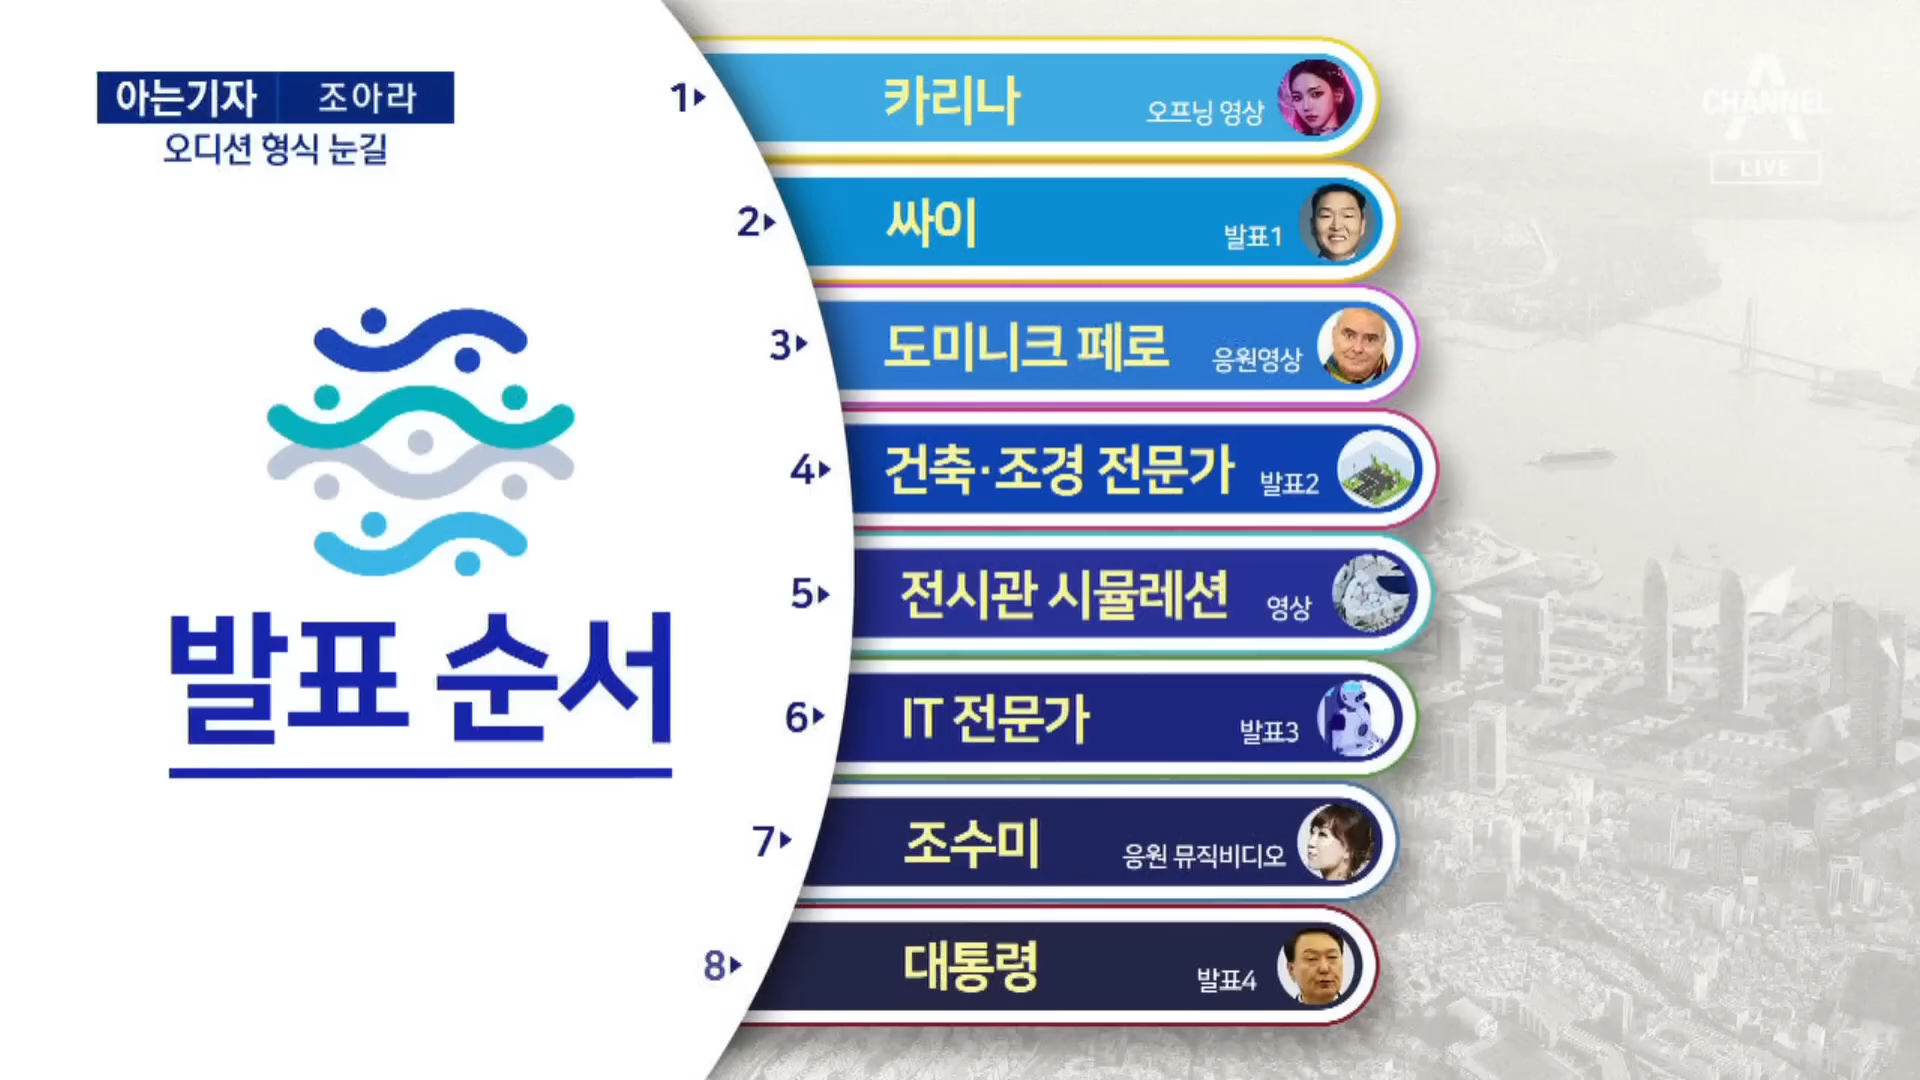 아는기자 조아라
오디션 형식 눈길
발표 순서
1 카리나 오프닝 영상
2 싸이 발표1
3 도미니크 페로 응원영상
4 건축·조경 전문가 발표2
5 전시관 시뮬레션 영상
6 IT 전문가 발표3
7 조수미 응원 뮤직비디오
8 대통령 발표4
CHANNEL A
LIVE